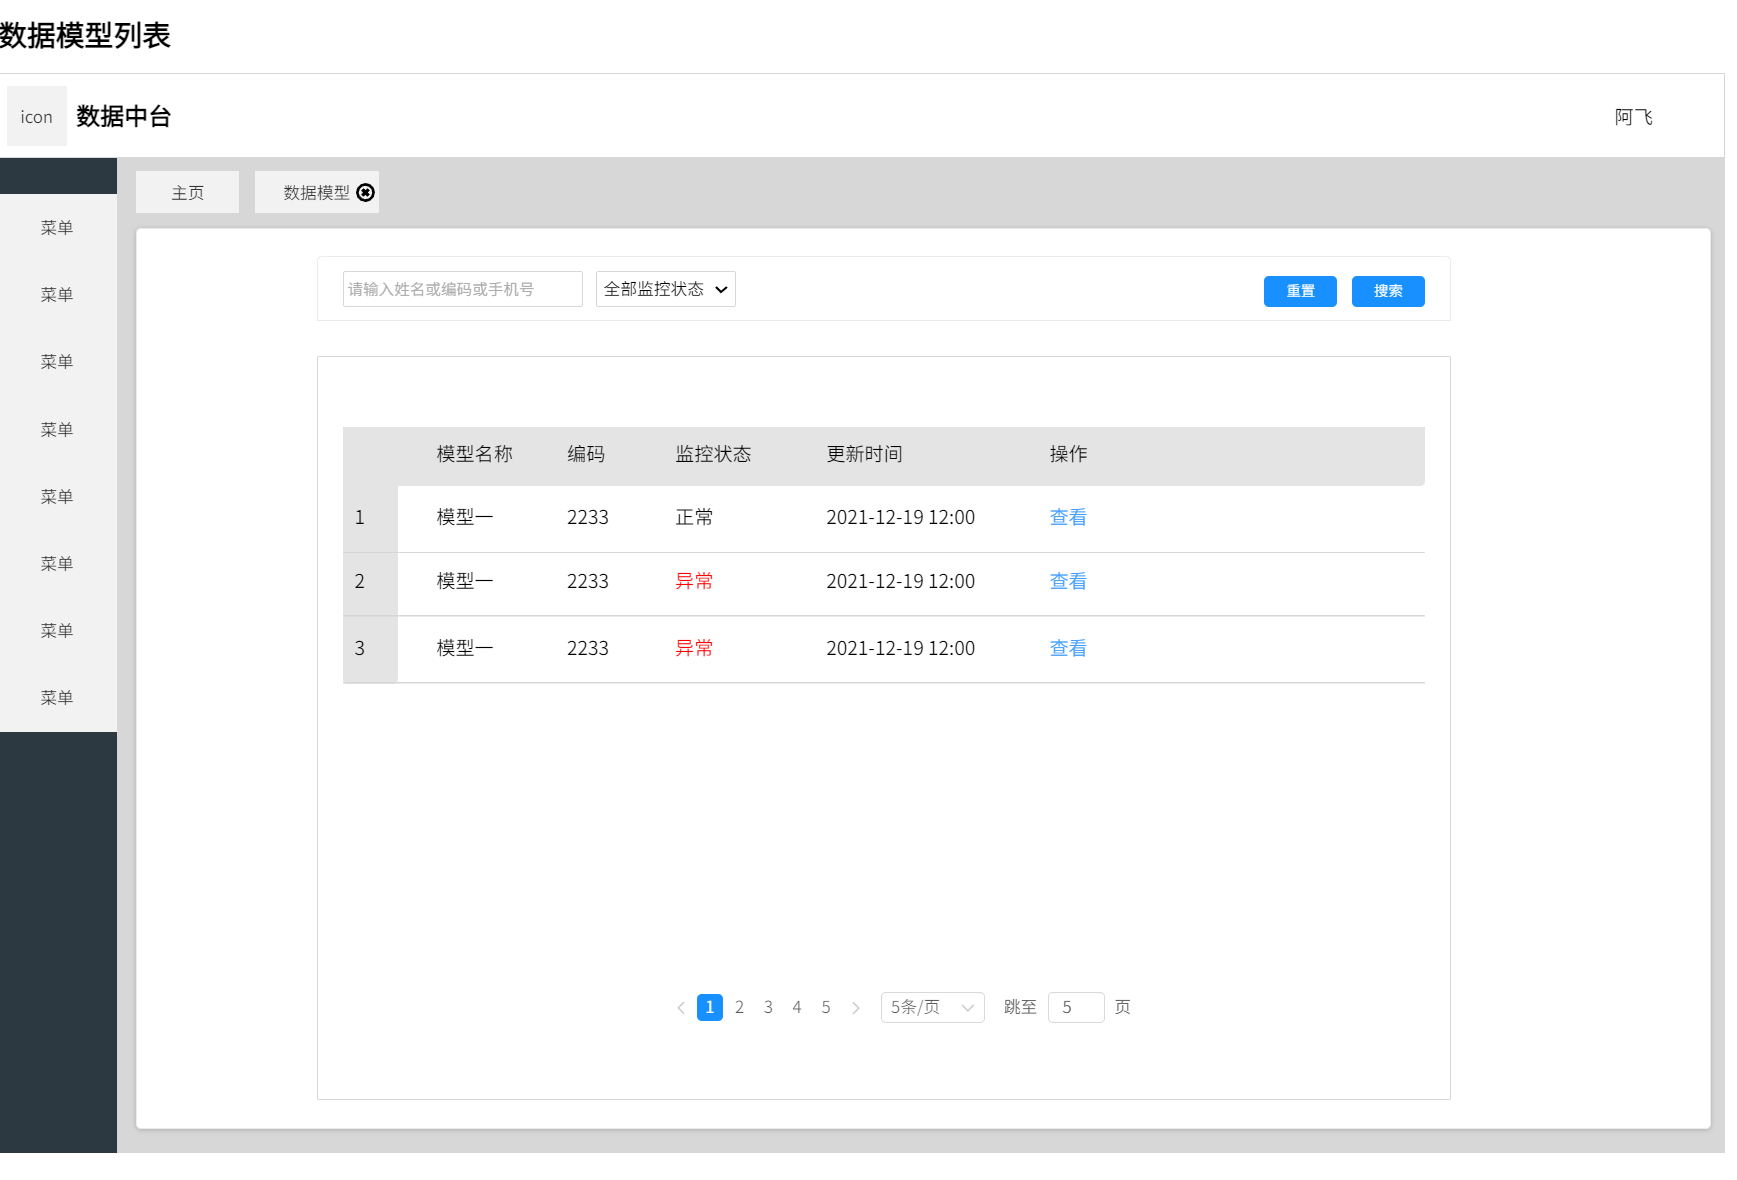 数据模型列表
icon 数据中台 阿飞
主页 数据模型
菜单
菜单
菜单
菜单
菜单
菜单
菜单
菜单
请输入姓名或编码或手机号 全部监控状态 重置 搜索
模型名称 编码 监控状态 更新时间 操作
1 模型一 2233 正常 2021-12-19 12:00 查看
2 模型一 2233 异常 2021-12-19 12:00 查看
3 模型一 2233 异常 2021-12-19 12:00 查看
1 2 3 4 5 5条/页 跳至 5 页